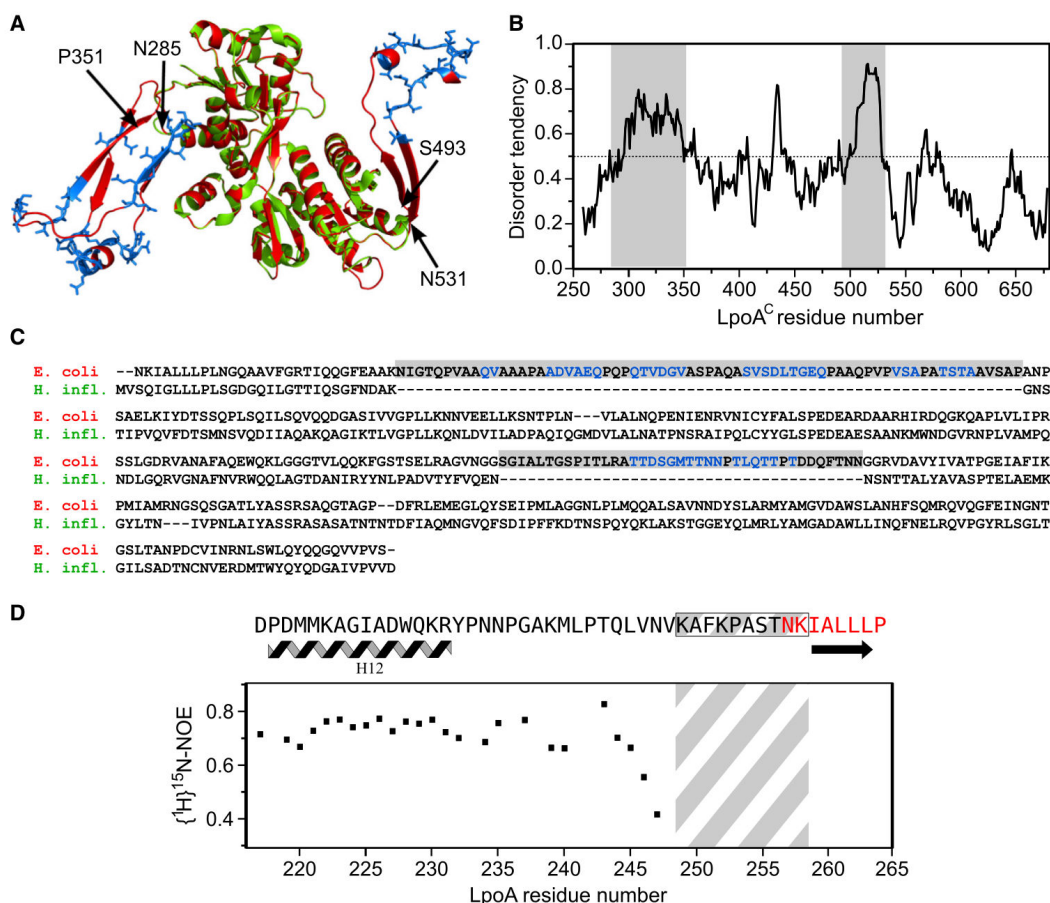 A
P351
N285
S493
N531
B
Disorder tendency
1.0
0.8
0.6
0.4
0.2
0.0
250 300 350 400 450 500 550 600 650
LpoAC residue number
C
E. coli --NKIALLLPLNGQAAVFGRTIQQGFEAAKNIGTQPVAAQVAAAPAADVAEQPQPQTVDGVASPAQASVSDLTGEQPAAQPVPVSAPATSTAAVSAPANP
H. infl. MVSQIGLLLPLSGDGQILGTTIQSGFNDAK---------------------------------------------------------------------GNS
E. coli SAELKIYDTSSQPLSQILSQVQQDGASIVVGPLLKNNVEELLKSNTPLN---VLALNQPENIENRVNICYFALSPEDEARDAARHIRDQGKQAPLVLIPR
H. infl. TIPVQVFDTSMNSVQDIIAQAKQAGIKTLVGPLLKQNLDVILADPAQIQGMDVLALNATPNSRAIPQLCYYGLSPEDEAESAANKMWNDGVRNPLVAMPQ
E. coli SSLGDRVANAFAQEWQKLGGGTVLQQKFGSTSELRAGVNGGSGIALTGSPITLRATTDSGMTTNNPTLQTTPTDDQFTNNGGRVDAVYIVATPGEIAFIK
H. infl. NDLGQRVGNAFNVRWQQLAGTDANIRYYNLPADVTYFVQEN----------------------------------------NSNTTALYAVASPTELAEMK
E. coli PMIAMRNGSQSGATLYASSRSAQGTAGP--DFRLEMEGLQYSEIPMLAGGNLPLMQQALSAVNNDYSLARMYAMGVDAWSLANHFSQMRQVQGFEINGNT
H. infl. GYLTN---IVPNLAIYASSRASASATNTNTDFIAQMNGVQFSDIPFFKDTNSPQYQKLAKSTGGEYQLMRLYAMGADAWLLINQFNELRQVPGYRLSGLT
E. coli GSLTANPDCVINRNLSWLQYQQGQVVPVS-
H. infl. GILSADTNCNVERDMTWYQYQDGAIVPVVD
D
DPDMMKAGIADWQKRYPNNPGAKMLPTQLVNVKAFKPASTNKIALLLP
H12
{1H}15N-NOE
0.8
0.6
0.4
220 225 230 235 240 245 250 255 260 265
LpoA residue number